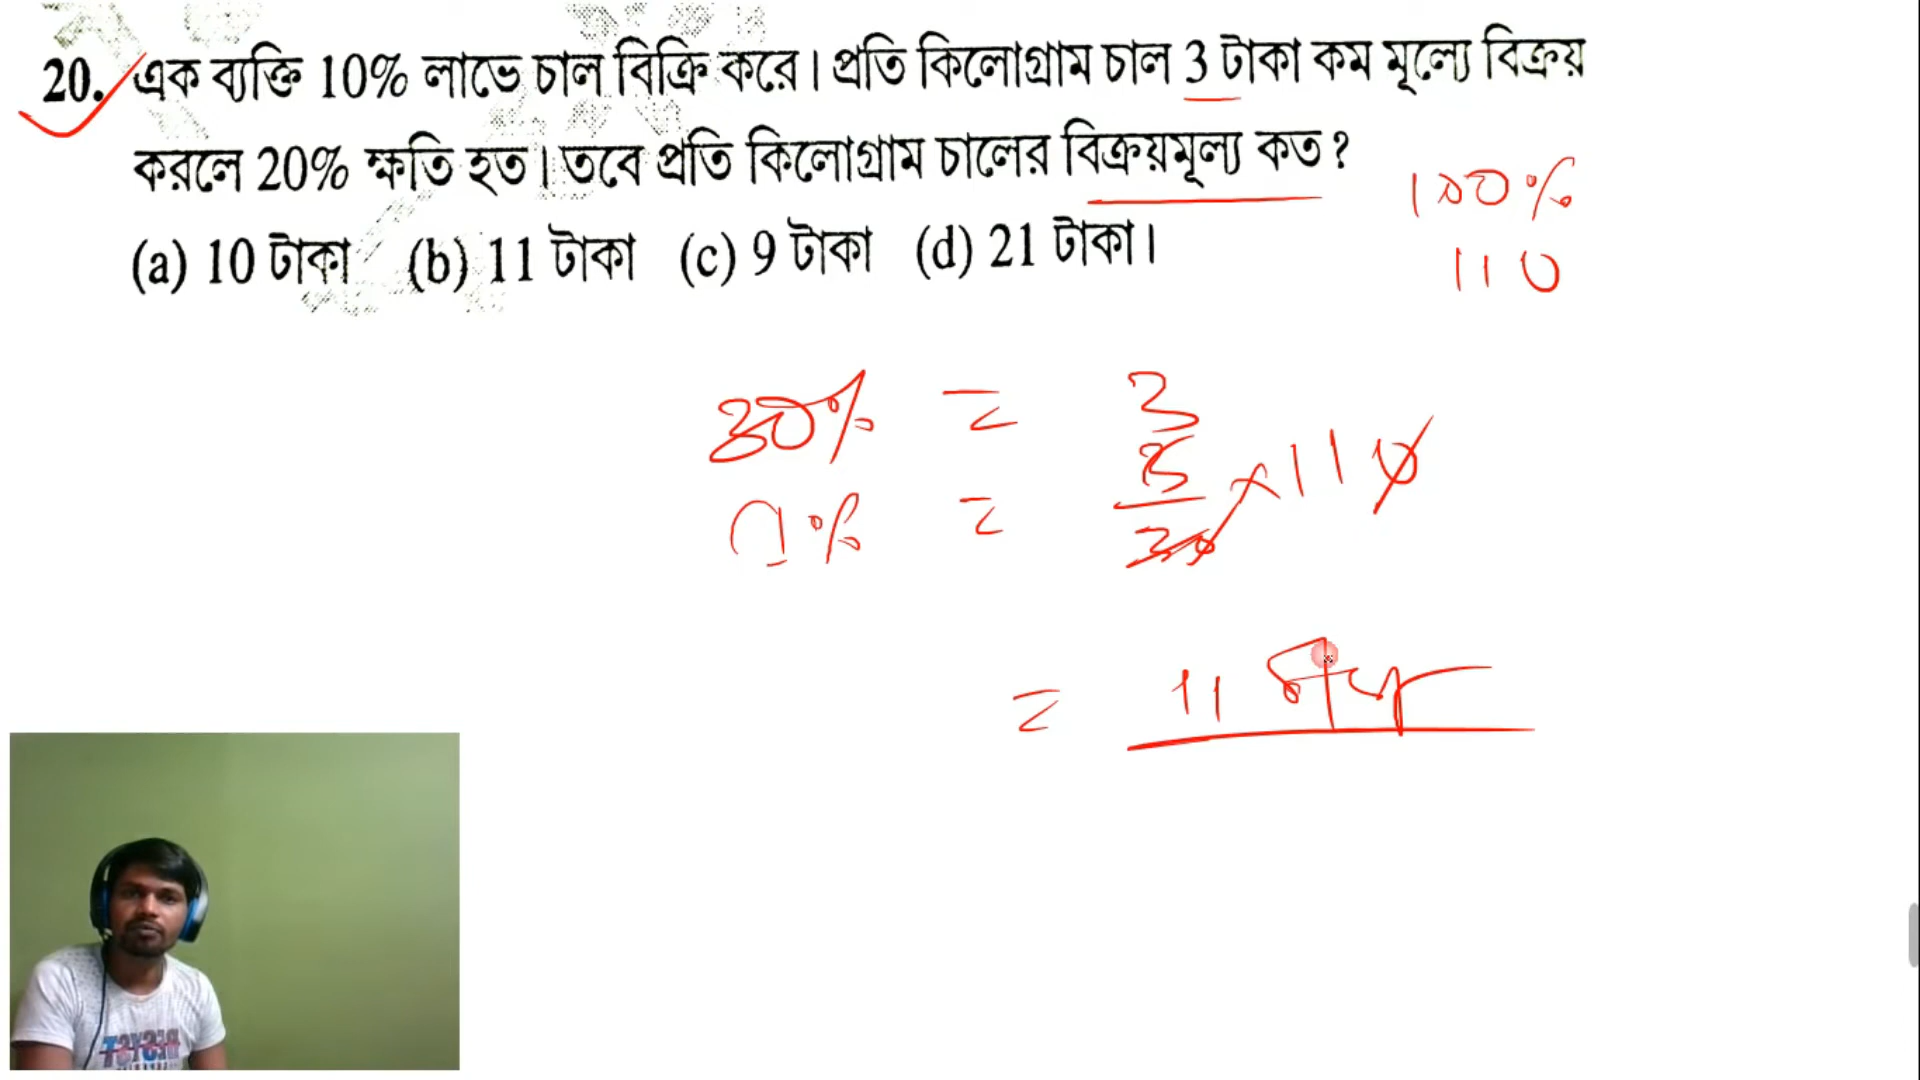 20. এক ব্যক্তি 10% লাভে চাল বিক্রি করে। প্রতি কিলোগ্রাম চাল 3 টাকা কম মূল্যে বিক্রয়
করলে 20% ক্ষতি হত। তবে প্রতি কিলোগ্রাম চালের বিক্রয়মূল্য কত?
(a) 10 টাকা (b) 11 টাকা (c) 9 টাকা (d) 21 টাকা।
100%
110
30% = 3
1% = 3/30 × 110
= 11